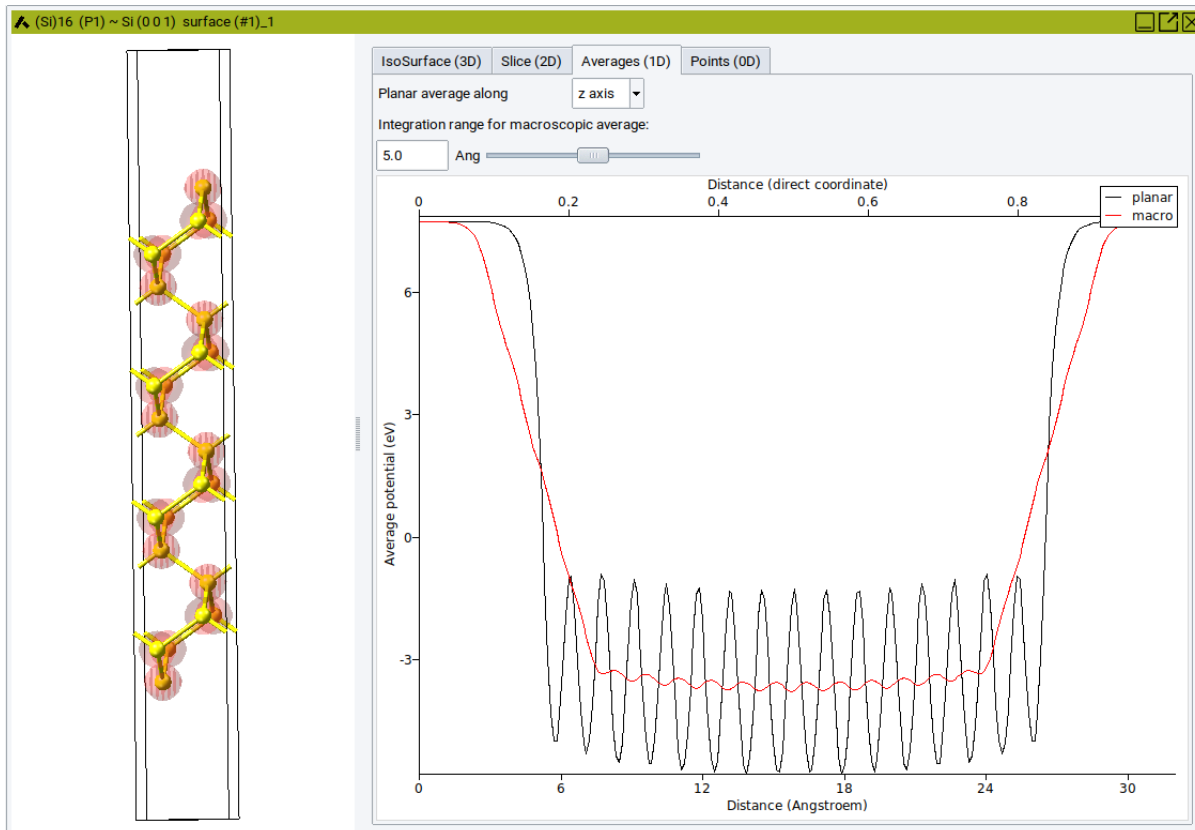 (Si)16 (P1) ~ Si (0 0 1) surface (#1)_1
IsoSurface (3D) Slice (2D) Averages (1D) Points (0D)
Planar average along z axis
Integration range for macroscopic average:
5.0 Ang
Distance (direct coordinate)
0 0.2 0.4 0.6 0.8
planar
macro
6
3
0
-3
Average potential (eV)
0 6 12 18 24 30
Distance (Angstroem)